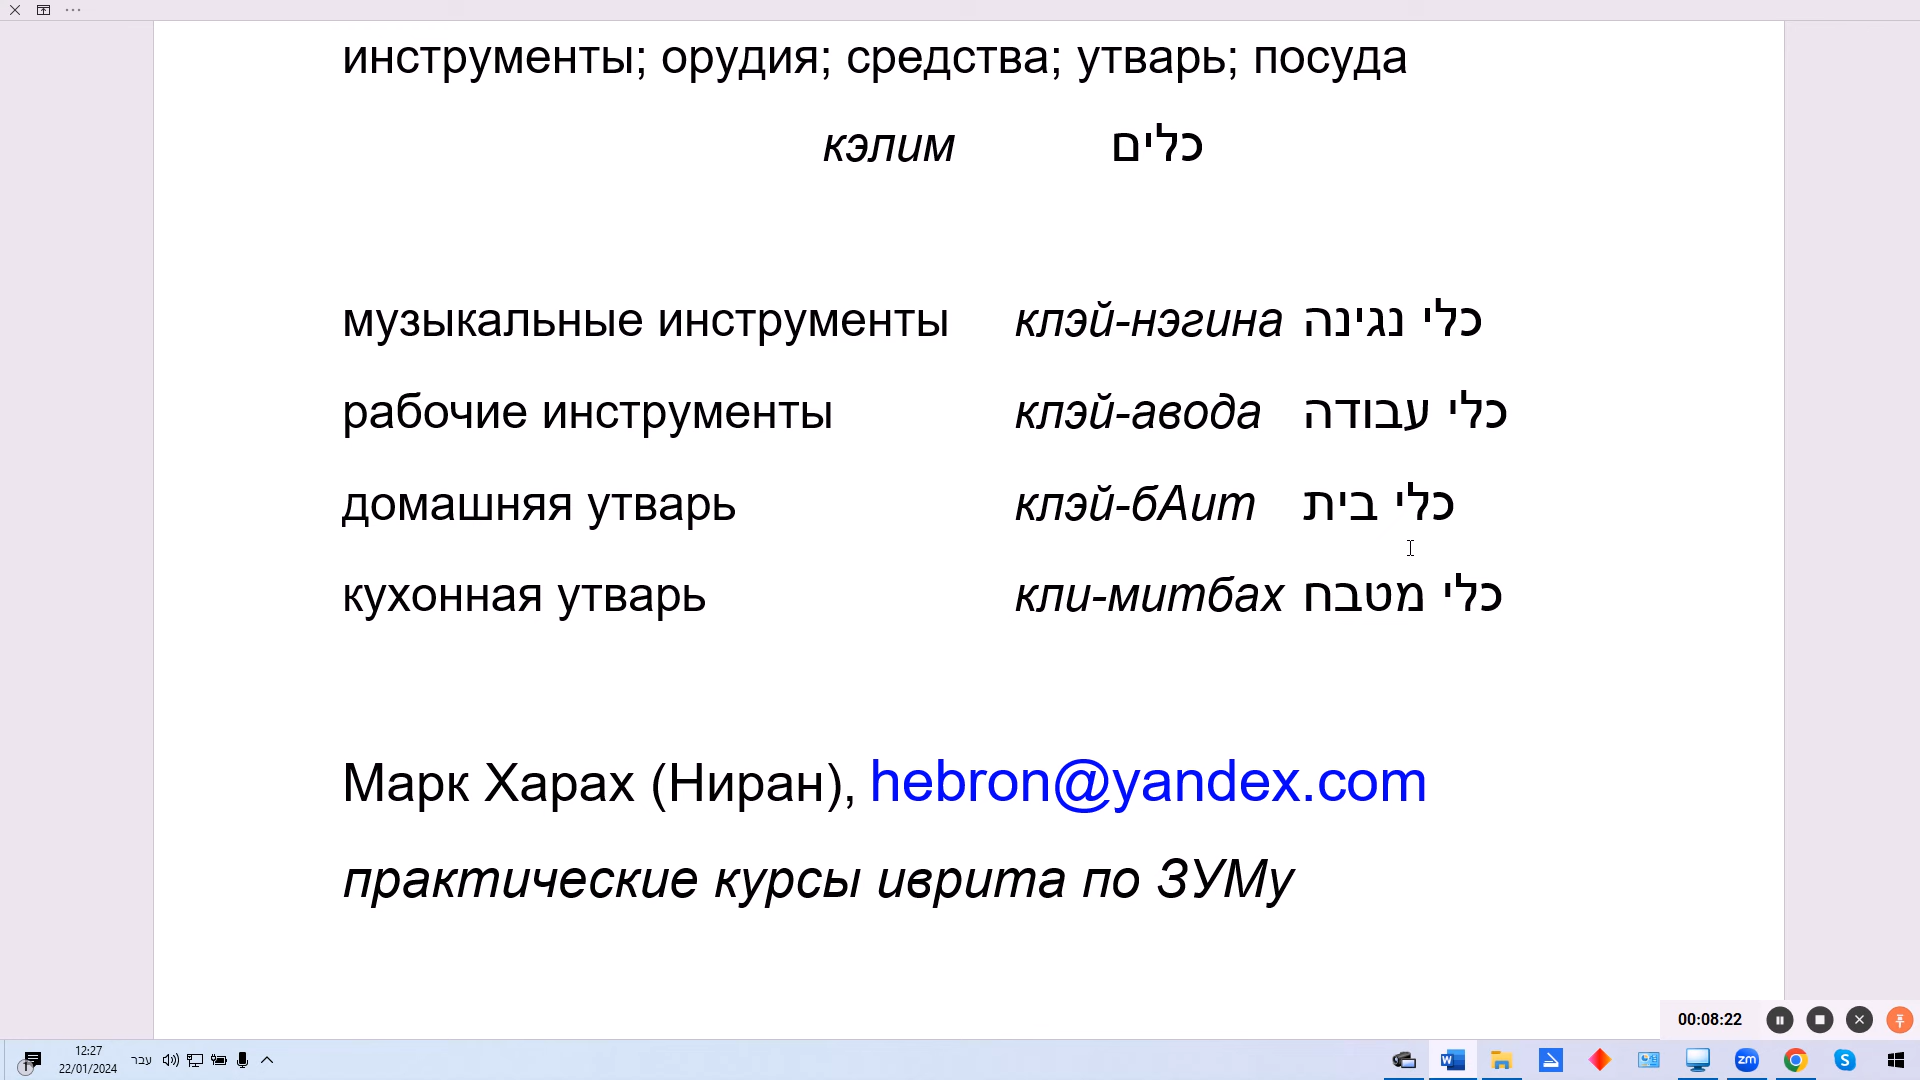 инструменты; орудия; средства; утварь; посуда
кэлим כלים
музыкальные инструменты клэй-нэгина כלי נגינה
рабочие инструменты клэй-авода כלי עבודה
домашняя утварь клэй-бАит כלי בית
кухонная утварь кли-митбах כלי מטבח
Марк Харах (Ниран), hebron@yandex.com
практические курсы иврита по ЗУМу
00:08:22
12:27
22/01/2024
עבר
1
W
zm
S